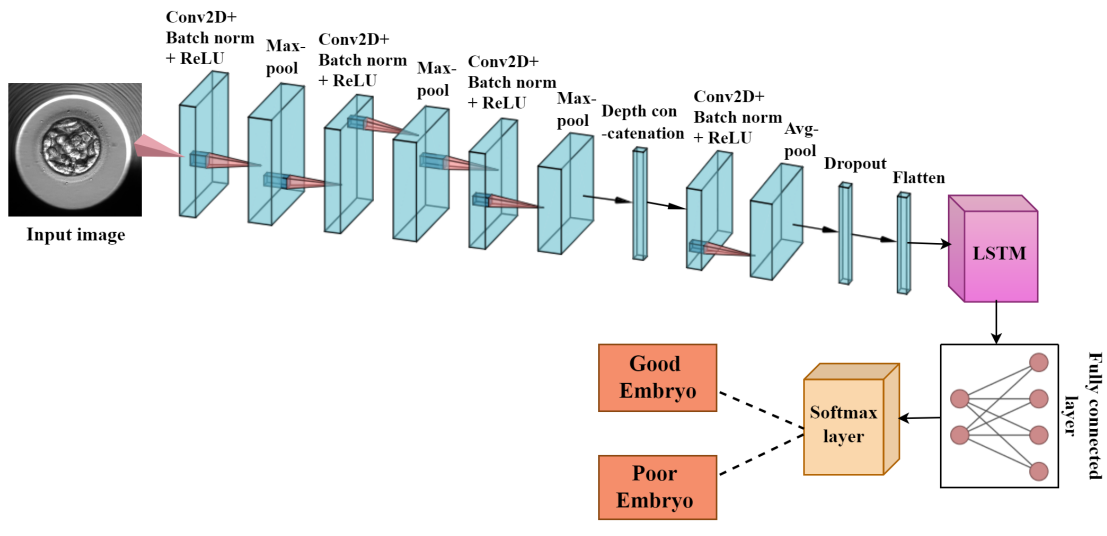 Conv2D+
Batch norm
+ ReLU
Max-
pool
Conv2D+
Batch norm
+ ReLU
Max-
pool
Conv2D+
Batch norm
+ ReLU
Max-
pool
Depth con
-catenation
Conv2D+
Batch norm
+ ReLU
Avg-
pool
Dropout
Flatten
Input image
LSTM
Fully connected
layer
Softmax
layer
Good
Embryo
Poor
Embryo